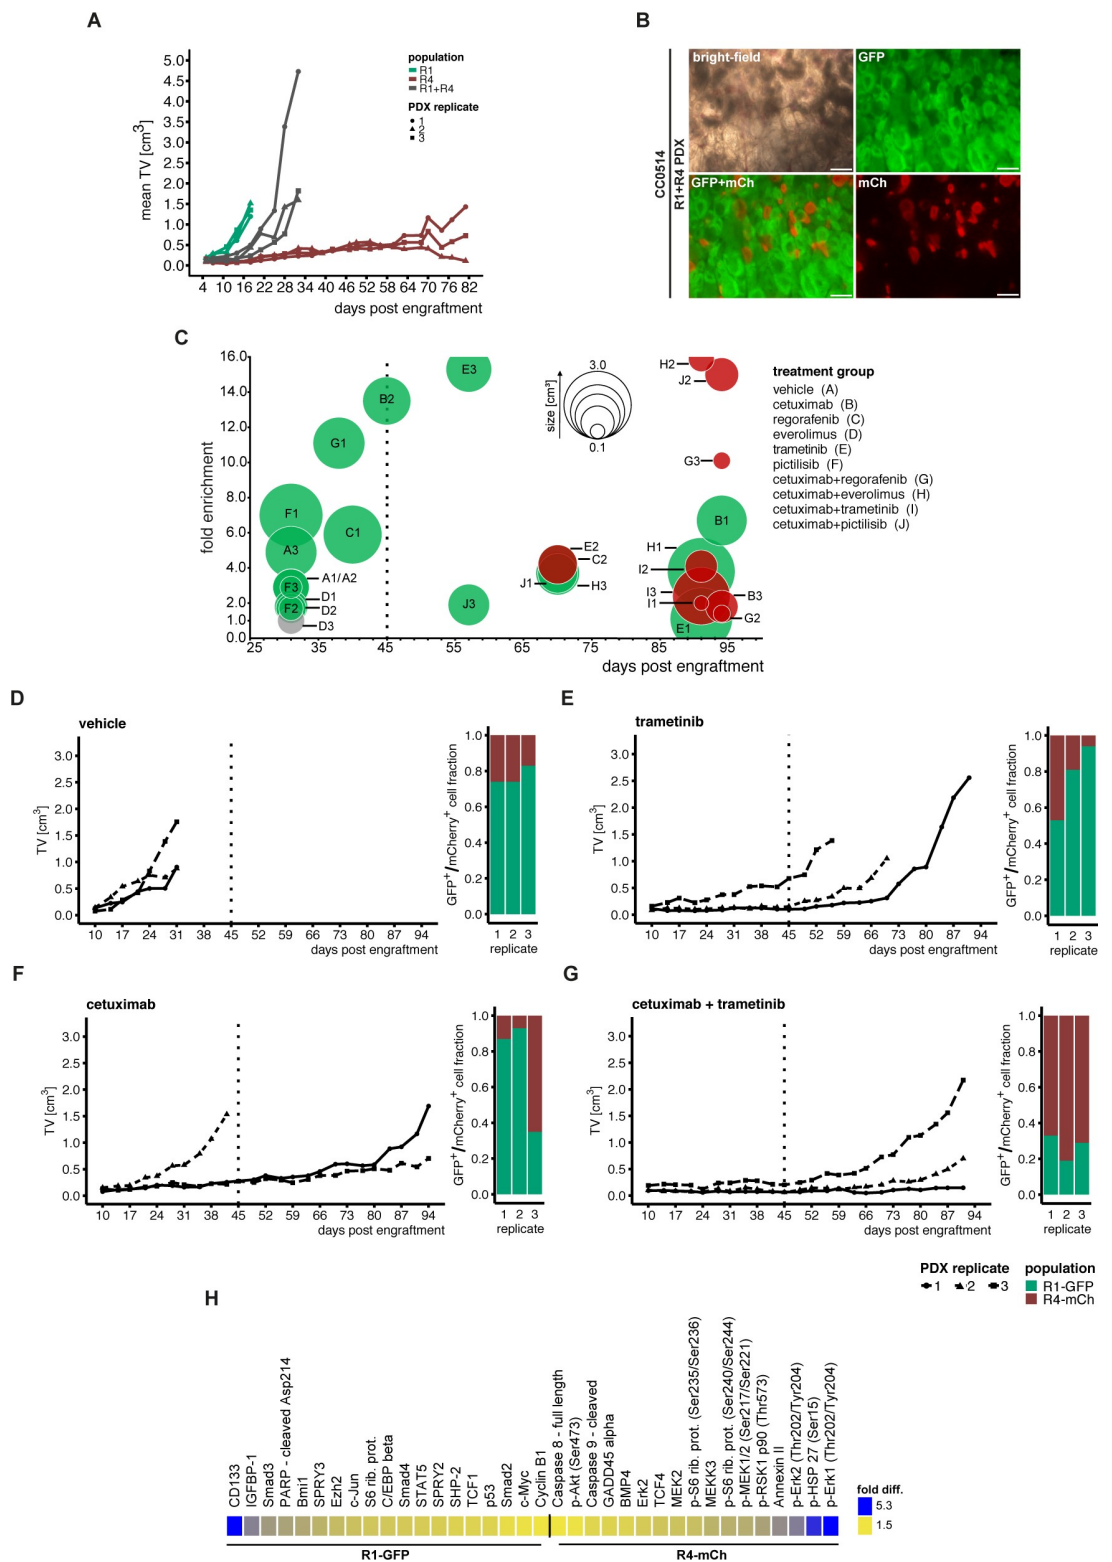 A
mean TV [cm3]
5.0
4.5
4.0
3.5
3.0
2.5
2.0
1.5
1.0
0.5
0.0
4 10 16 22 28 34 40 46 52 58 64 70 76 82
days post engraftment
population
R1
R4
R1+R4
PDX replicate
1
2
3
B
CC0514
R1+R4 PDX
bright-field
GFP
GFP+mCh
mCh
C
fold enrichment
16.0
14.0
12.0
10.0
8.0
6.0
4.0
2.0
1.0
0.0
25 35 45 55 65 75 85 95
days post engraftment
size [cm³]
3.0
0.1
E3
B2
G1
F1
C1
A3
F3
A1/A2
D1
F2
D2
D3
J3
E2
C2
J1
H3
H2
J2
G3
B1
H1
I2
I3
I1
B3
G2
E1
treatment group
vehicle (A)
cetuximab (B)
regorafenib (C)
everolimus (D)
trametinib (E)
pictilisib (F)
cetuximab+regorafenib (G)
cetuximab+everolimus (H)
cetuximab+trametinib (I)
cetuximab+pictilisib (J)
D
vehicle
TV [cm3]
3.0
2.5
2.0
1.5
1.0
0.5
0.0
10 17 24 31 38 45 52 59 66 73 80 87 94
days post engraftment
GFP+/mCherry+ cell fraction
1.0
0.8
0.6
0.4
0.2
0.0
1 2 3
replicate
E
trametinib
TV [cm3]
3.0
2.5
2.0
1.5
1.0
0.5
0.0
10 17 24 31 38 45 52 59 66 73 80 87 94
days post engraftment
GFP+/mCherry+ cell fraction
1.0
0.8
0.6
0.4
0.2
0.0
1 2 3
replicate
F
cetuximab
TV [cm3]
3.0
2.5
2.0
1.5
1.0
0.5
0.0
10 17 24 31 38 45 52 59 66 73 80 87 94
days post engraftment
GFP+/mCherry+ cell fraction
1.0
0.8
0.6
0.4
0.2
0.0
1 2 3
replicate
G
cetuximab + trametinib
TV [cm3]
3.0
2.5
2.0
1.5
1.0
0.5
0.0
10 17 24 31 38 45 52 59 66 73 80 87 94
days post engraftment
GFP+/mCherry+ cell fraction
1.0
0.8
0.6
0.4
0.2
0.0
1 2 3
replicate
PDX replicate
1 2 3
population
R1-GFP
R4-mCh
H
CD133
IGFBP-1
Smad3
PARP - cleaved Asp214
Bmi1
SPRY3
Ezh2
c-Jun
S6 rib. prot.
C/EBP beta
Smad4
STAT5
SPRY2
SHP-2
TCF1
p53
Smad2
c-Myc
Cyclin B1
Caspase 8 - full length
p-Akt (Ser473)
Caspase 9 - cleaved
GADD45 alpha
BMP4
Erk2
TCF4
MEK2
p-S6 rib. prot. (Ser235/Ser236)
MEKK3
p-S6 rib. prot. (Ser240/Ser244)
p-MEK1/2 (Ser217/Ser221)
p-RSK1 p90 (Thr573)
Annexin II
p-Erk2 (Thr202/Tyr204)
p-HSP 27 (Ser15)
p-Erk1 (Thr202/Tyr204)
R1-GFP
R4-mCh
fold diff.
5.3
1.5